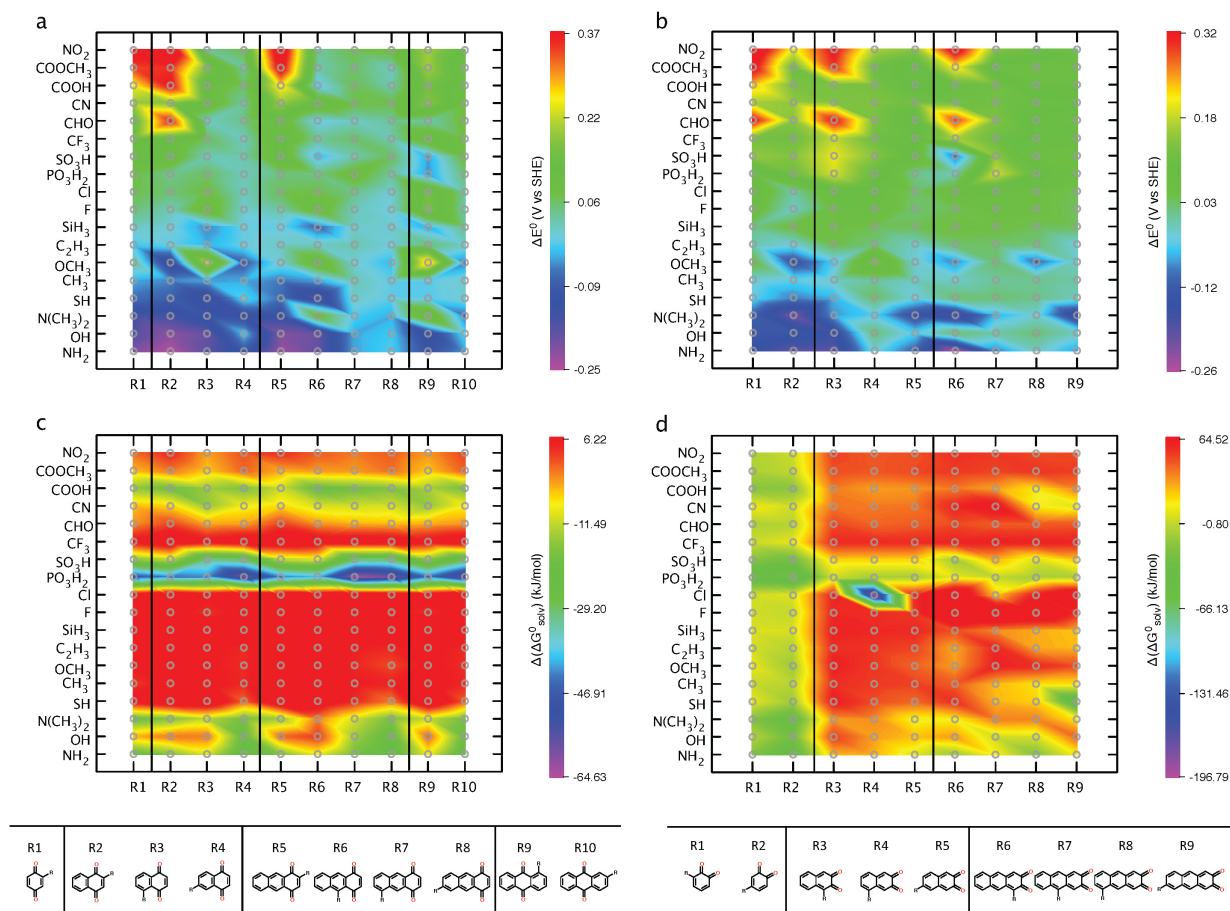 a
NO2
COOCH3
COOH
CN
CHO
CF3
SO3H
PO3H2
Cl
F
SiH3
C2H3
OCH3
CH3
SH
N(CH3)2
OH
NH2
R1 R2 R3 R4 R5 R6 R7 R8 R9 R10
0.37
0.22
0.06
-0.09
-0.25
ΔE0 (V vs SHE)
b
NO2
COOCH3
COOH
CN
CHO
CF3
SO3H
PO3H2
Cl
F
SiH3
C2H3
OCH3
CH3
SH
N(CH3)2
OH
NH2
R1 R2 R3 R4 R5 R6 R7 R8 R9
0.32
0.18
0.03
-0.12
-0.26
ΔE0 (V vs SHE)
c
NO2
COOCH3
COOH
CN
CHO
CF3
SO3H
PO3H2
Cl
F
SiH3
C2H3
OCH3
CH3
SH
N(CH3)2
OH
NH2
R1 R2 R3 R4 R5 R6 R7 R8 R9 R10
6.22
-11.49
-29.20
-46.91
-64.63
Δ(ΔG0solv) (kJ/mol)
d
NO2
COOCH3
COOH
CN
CHO
CF3
SO3H
PO3H2
Cl
F
SiH3
C2H3
OCH3
CH3
SH
N(CH3)2
OH
NH2
R1 R2 R3 R4 R5 R6 R7 R8 R9
64.52
-0.80
-66.13
-131.46
-196.79
Δ(ΔG0solv) (kJ/mol)
R1 R2 R3 R4 R5 R6 R7 R8 R9 R10
O R O
O R O
O O R
O R O
O R O
O R O
O R O
O R O
O R O
O R O
R1 R2 R3 R4 R5 R6 R7 R8 R9
R O O
R O O
R O O
R O O
R O O
R O O
R O O
R O O
R O O